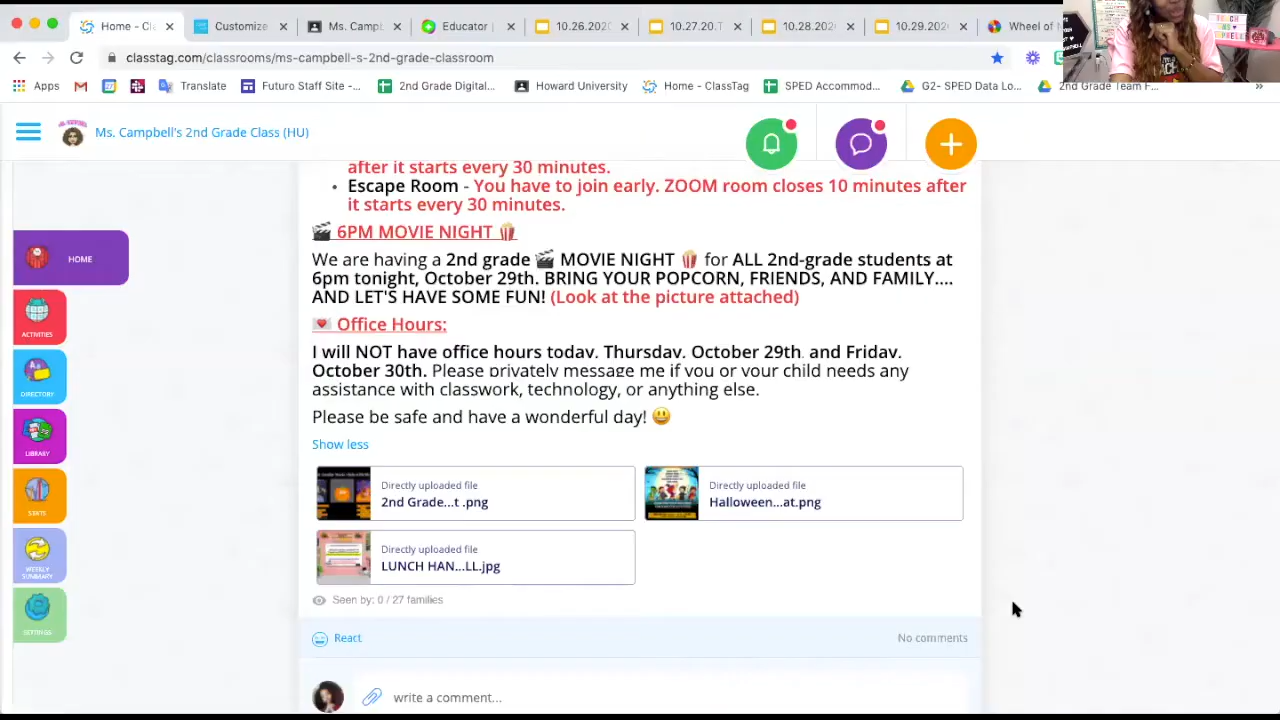 Home - Cl
Customize
Ms. Camp
Educator
10.26.202
10.27.20.T
10.28.202
10.29.202
Wheel of
classtag.com/classrooms/ms-campbell-s-2nd-grade-classroom
Apps
Translate
Futuro Staff Site -...
2nd Grade Digital...
Howard University
Home - ClassTag
SPED Accommod...
G2- SPED Data Lo...
2nd Grade Team F...
»
Ms. Campbell's 2nd Grade Class (HU)
after it starts every 30 minutes.
• Escape Room - You have to join early. ZOOM room closes 10 minutes after
it starts every 30 minutes.
🎬 6PM MOVIE NIGHT 🍿
We are having a 2nd grade 🎬 MOVIE NIGHT 🍿 for ALL 2nd-grade students at
6pm tonight, October 29th. BRING YOUR POPCORN, FRIENDS, AND FAMILY....
AND LET'S HAVE SOME FUN! (Look at the picture attached)
💌 Office Hours:
I will NOT have office hours today, Thursday, October 29th, and Friday,
October 30th. Please privately message me if you or your child needs any
assistance with classwork, technology, or anything else.
Please be safe and have a wonderful day! 😃
Show less
Directly uploaded file
2nd Grade...t .png
Directly uploaded file
Halloween...at.png
Directly uploaded file
LUNCH HAN...LL.jpg
Seen by: 0 / 27 families
React
No comments
write a comment...
HOME
ACTIVITIES
DIRECTORY
LIBRARY
STATS
WEEKLY
SUMMARY
SETTINGS